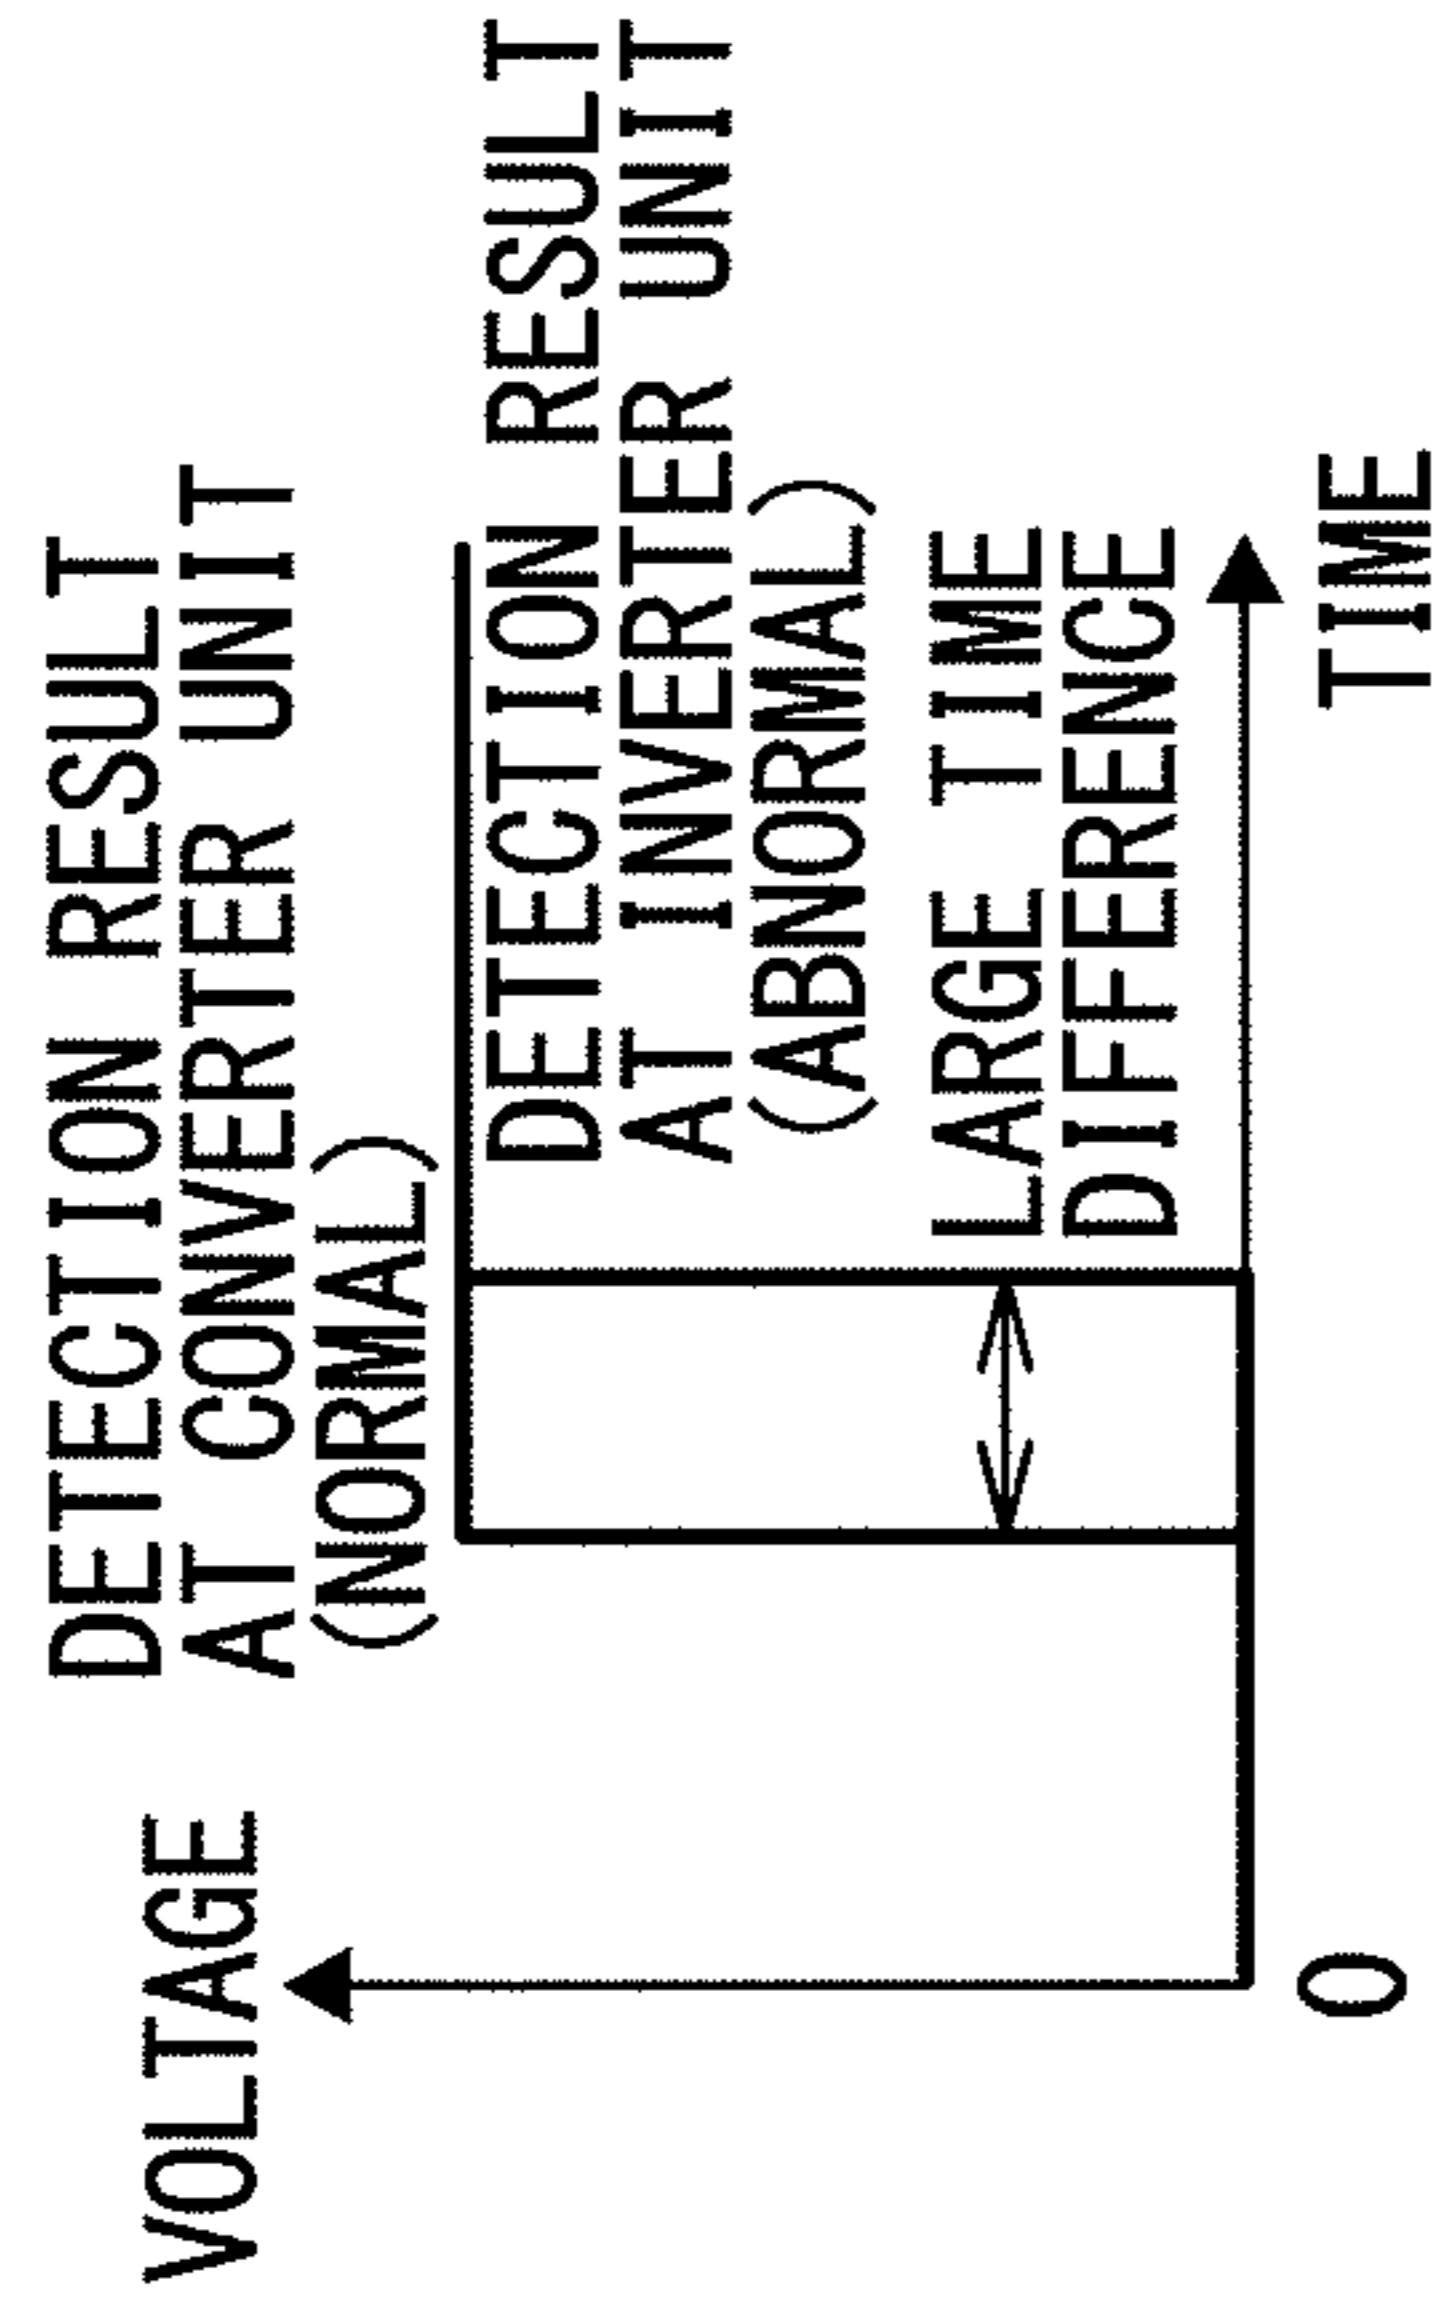 VOLTAGE
DETECTION RESULT
AT CONVERTER UNIT
(NORMAL)
DETECTION RESULT
AT INVERTER UNIT
(ABNORMAL)
LARGE TIME
DIFFERENCE
0
TIME